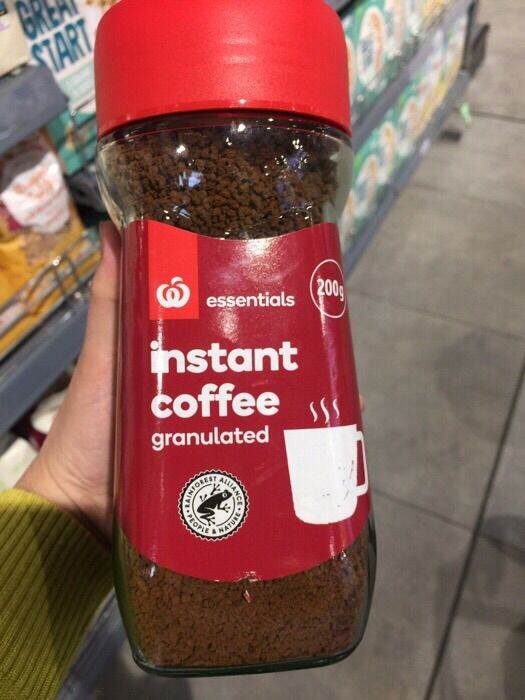 GREAT
START
essentials
200g
instant
coffee
granulated
RAINFOREST ALLIANCE
PEOPLE & NATURE